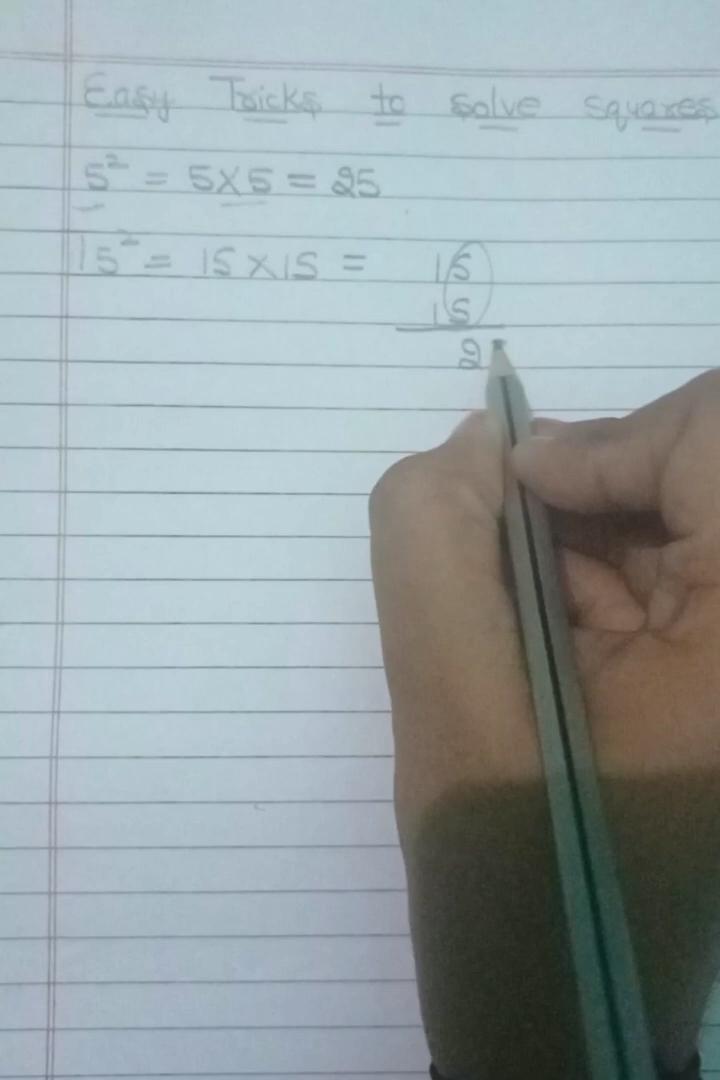 Easy Tricks to solve squares
5² = 5×5 = 25
15² = 15×15 = 15
15
2